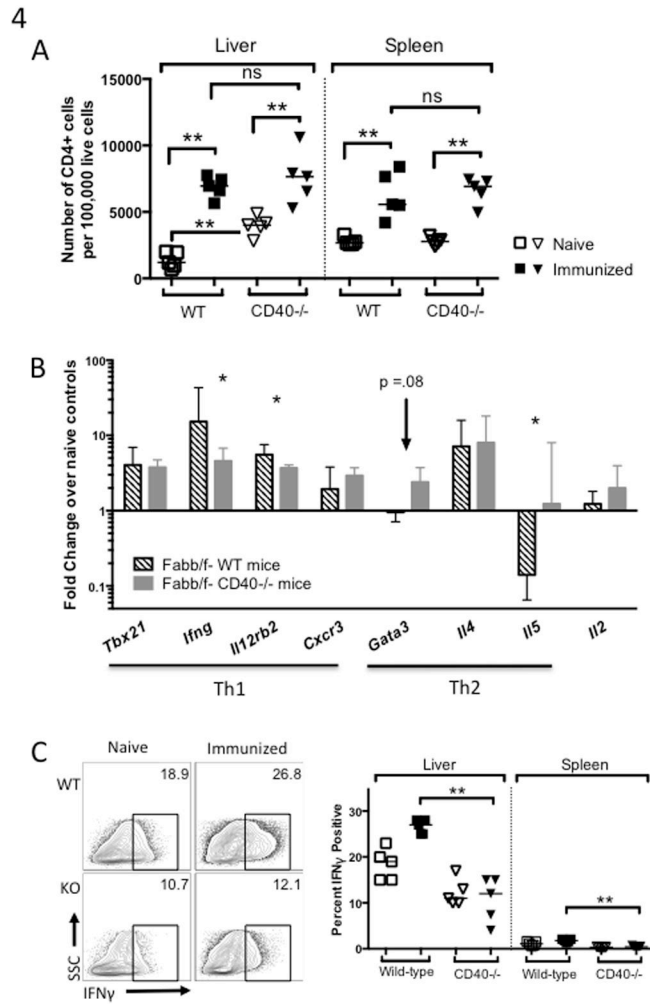 4
A
Liver Spleen
Number of CD4+ cells
per 100,000 live cells
15000
10000
5000
0
ns
ns
**
**
**
**
**
Naive
Immunized
WT CD40-/- WT CD40-/-
B
Fold Change over naive controls
100
10
1
0.1
*
*
p =.08
*
Fabb/f- WT mice
Fabb/f- CD40-/- mice
Tbx21 Ifng Il12rb2 Cxcr3 Gata3 Il4 Il5 Il2
Th1 Th2
C
Naive Immunized
WT
18.9 26.8
KO
10.7 12.1
SSC
IFNγ
Liver Spleen
Percent IFNγ Positive
30
20
10
0
**
**
Wild-type CD40-/- Wild-type CD40-/-